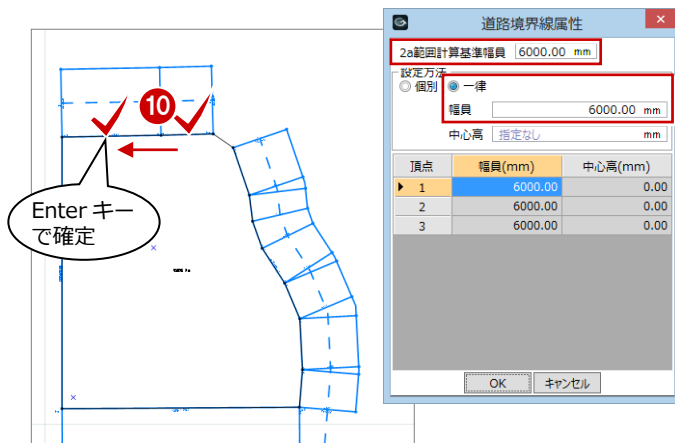 道路境界線属性
2a範囲計算基準幅員 6000.00 mm
設定方法
個別 一律
幅員 6000.00 mm
中心高 指定なし mm
頂点 幅員(mm) 中心高(mm)
1 6000.00 0.00
2 6000.00 0.00
3 6000.00 0.00
OK キャンセル
10
Enter キー
で確定